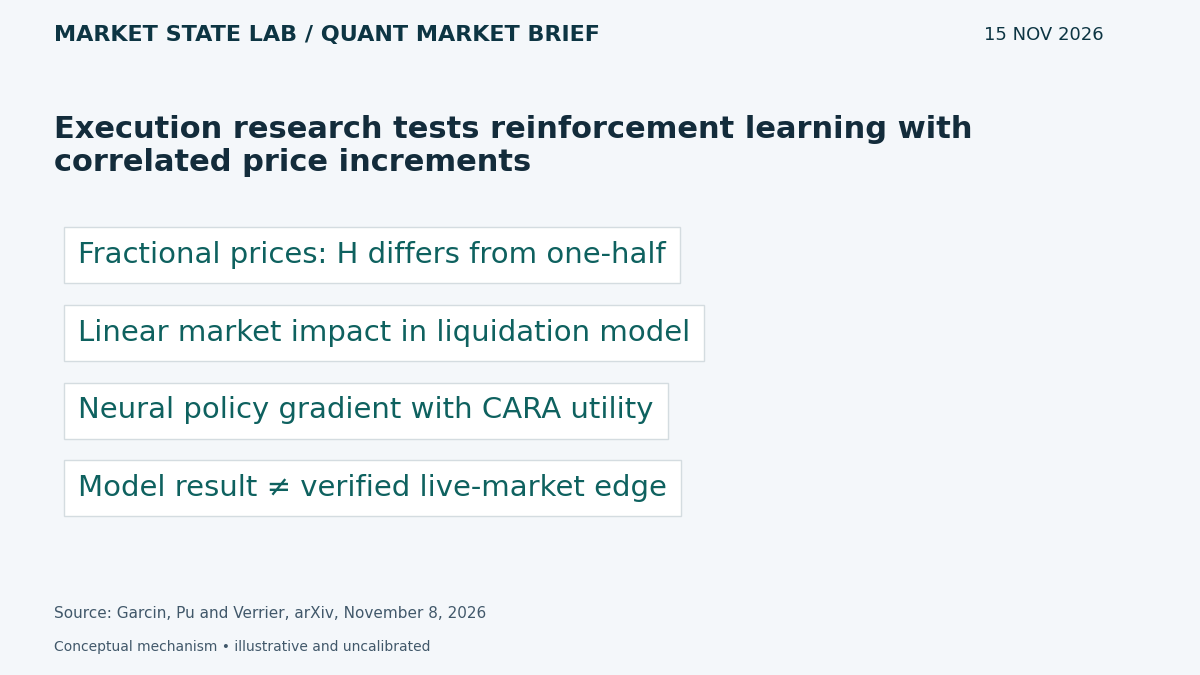 MARKET STATE LAB / QUANT MARKET BRIEF
15 NOV 2026
Execution research tests reinforcement learning with
correlated price increments
Fractional prices: H differs from one-half
Linear market impact in liquidation model
Neural policy gradient with CARA utility
Model result ≠ verified live-market edge
Source: Garcin, Pu and Verrier, arXiv, November 8, 2026
Conceptual mechanism • illustrative and uncalibrated